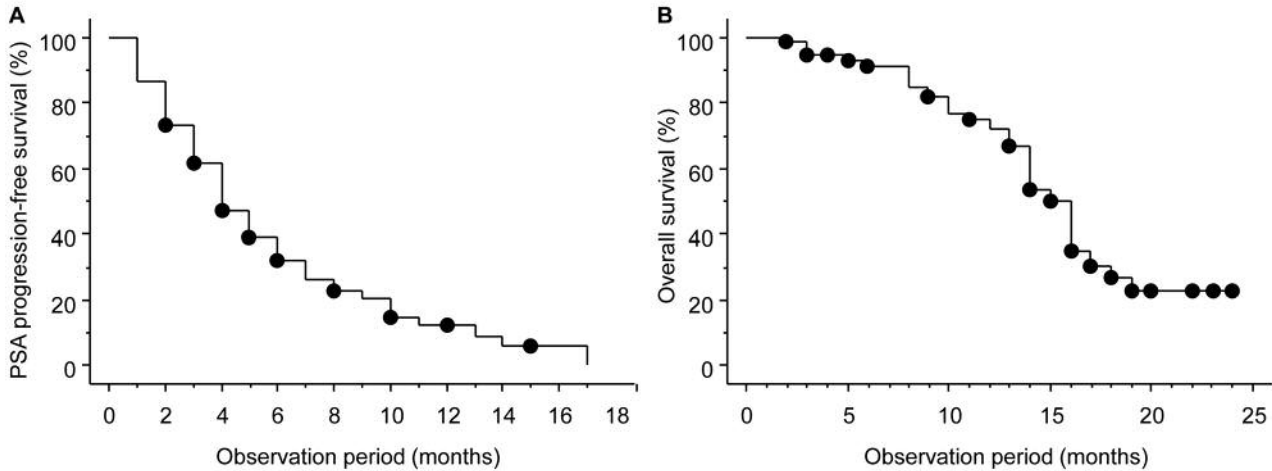 A
PSA progression-free survival (%)
100
80
60
40
20
0
0 2 4 6 8 10 12 14 16 18
Observation period (months)
B
Overall survival (%)
100
80
60
40
20
0
0 5 10 15 20 25
Observation period (months)